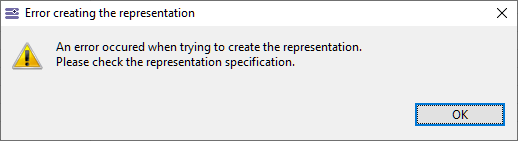 Error creating the representation
An error occured when trying to create the representation.
Please check the representation specification.
OK